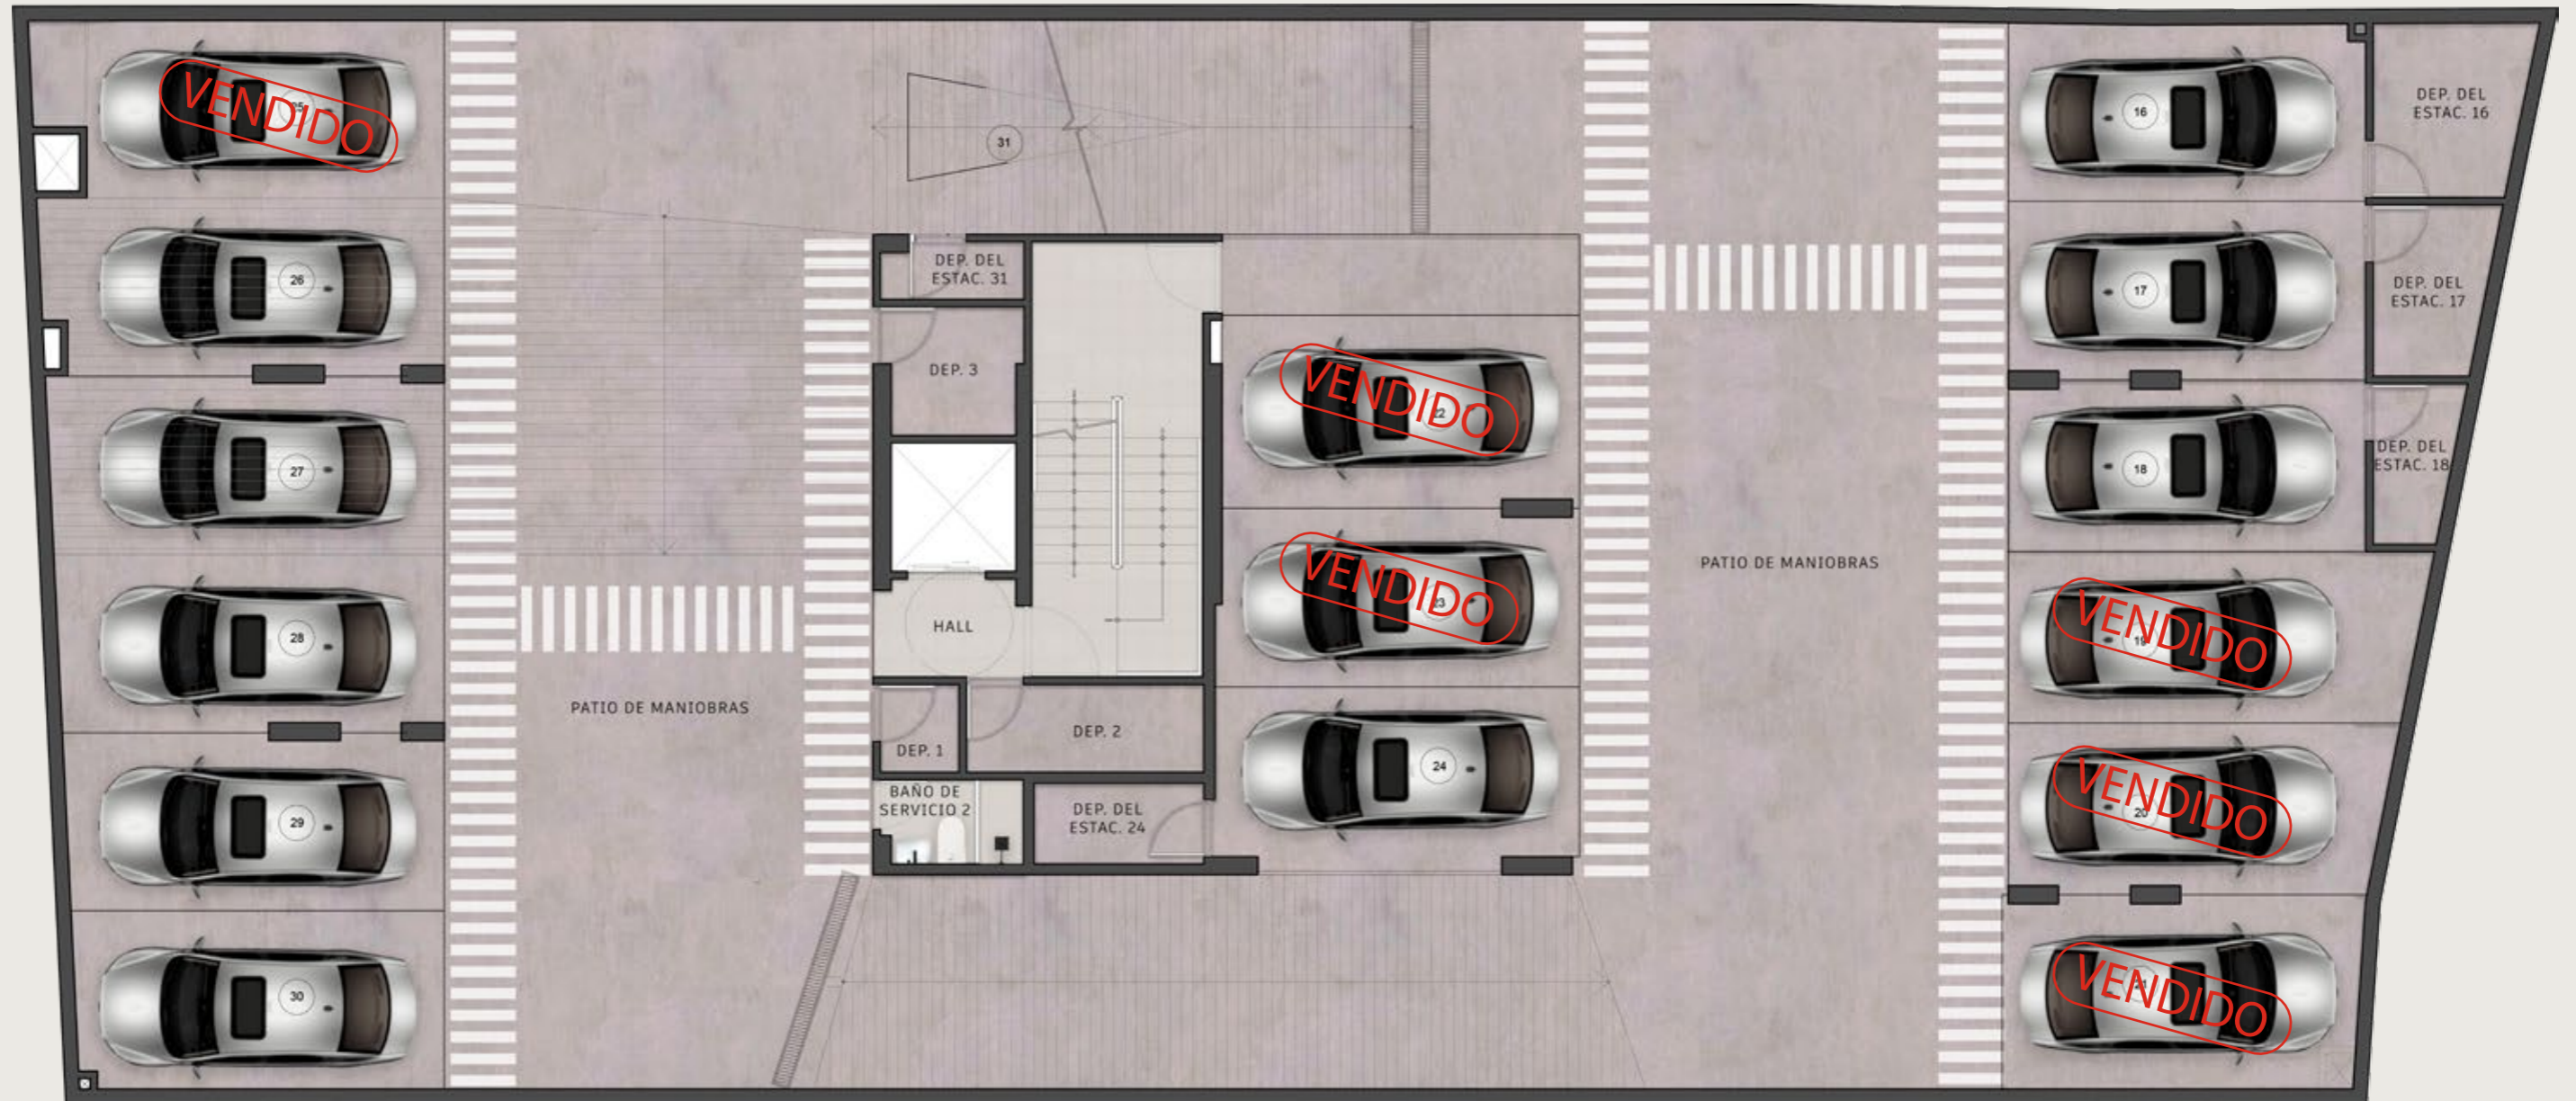 VENDIDO
26
27
28
29
30
PATIO DE MANIOBRAS
31
DEP. DEL
ESTAC. 31
DEP. 3
HALL
DEP. 1
DEP. 2
BAÑO DE
SERVICIO 2
DEP. DEL
ESTAC. 24
VENDIDO
VENDIDO
24
PATIO DE MANIOBRAS
16
17
18
VENDIDO
19
VENDIDO
20
VENDIDO
DEP. DEL
ESTAC. 16
DEP. DEL
ESTAC. 17
DEP. DEL
ESTAC. 18